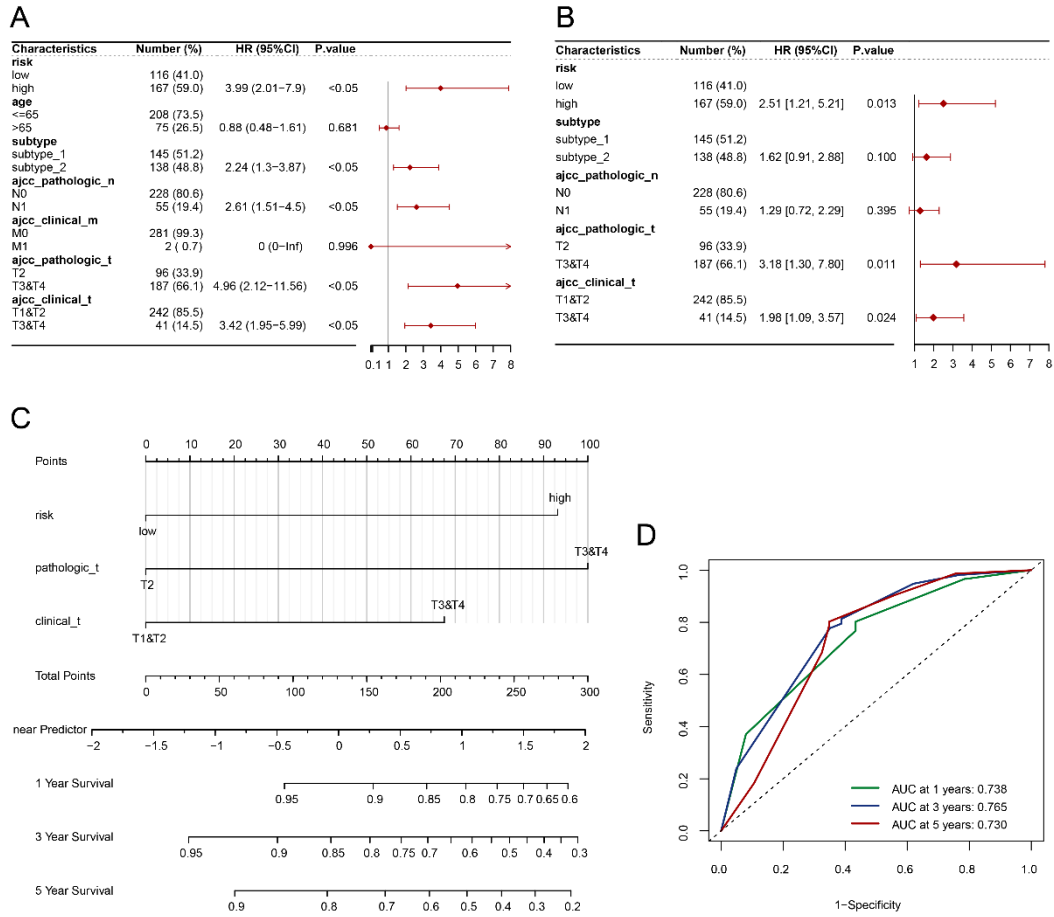 A
Characteristics Number (%) HR (95%CI) P.value
risk
low 116 (41.0)
high 167 (59.0) 3.99 (2.01−7.9) <0.05
age
<=65 208 (73.5)
>65 75 (26.5) 0.88 (0.48−1.61) 0.681
subtype
subtype_1 145 (51.2)
subtype_2 138 (48.8) 2.24 (1.3−3.87) <0.05
ajcc_pathologic_n
N0 228 (80.6)
N1 55 (19.4) 2.61 (1.51−4.5) <0.05
ajcc_clinical_m
M0 281 (99.3)
M1 2 ( 0.7) 0 (0−Inf) 0.996
ajcc_pathologic_t
T2 96 (33.9)
T3&T4 187 (66.1) 4.96 (2.12−11.56) <0.05
ajcc_clinical_t
T1&T2 242 (85.5)
T3&T4 41 (14.5) 3.42 (1.95−5.99) <0.05
0.1 1 2 3 4 5 6 7 8
B
Characteristics Number (%) HR (95%CI) P.value
risk
low 116 (41.0)
high 167 (59.0) 2.51 [1.21, 5.21] 0.013
subtype
subtype_1 145 (51.2)
subtype_2 138 (48.8) 1.62 [0.91, 2.88] 0.100
ajcc_pathologic_n
N0 228 (80.6)
N1 55 (19.4) 1.29 [0.72, 2.29] 0.395
ajcc_pathologic_t
T2 96 (33.9)
T3&T4 187 (66.1) 3.18 [1.30, 7.80] 0.011
ajcc_clinical_t
T1&T2 242 (85.5)
T3&T4 41 (14.5) 1.98 [1.09, 3.57] 0.024
1 2 3 4 5 6 7 8
C
0 10 20 30 40 50 60 70 80 90 100
Points
high
risk
low
T3&T4
pathologic_t
T2
T3&T4
clinical_t
T1&T2
Total Points
0 50 100 150 200 250 300
near Predictor
−2 −1.5 −1 −0.5 0 0.5 1 1.5 2
1 Year Survival
0.95 0.9 0.85 0.8 0.75 0.7 0.65 0.6
3 Year Survival
0.95 0.9 0.85 0.8 0.75 0.7 0.6 0.5 0.4 0.3
5 Year Survival
0.9 0.8 0.7 0.6 0.5 0.4 0.3 0.2
D
Sensitivity
1.0
0.8
0.6
0.4
0.2
0.0
AUC at 1 years: 0.738
AUC at 3 years: 0.765
AUC at 5 years: 0.730
0.0 0.2 0.4 0.6 0.8 1.0
1−Specificity